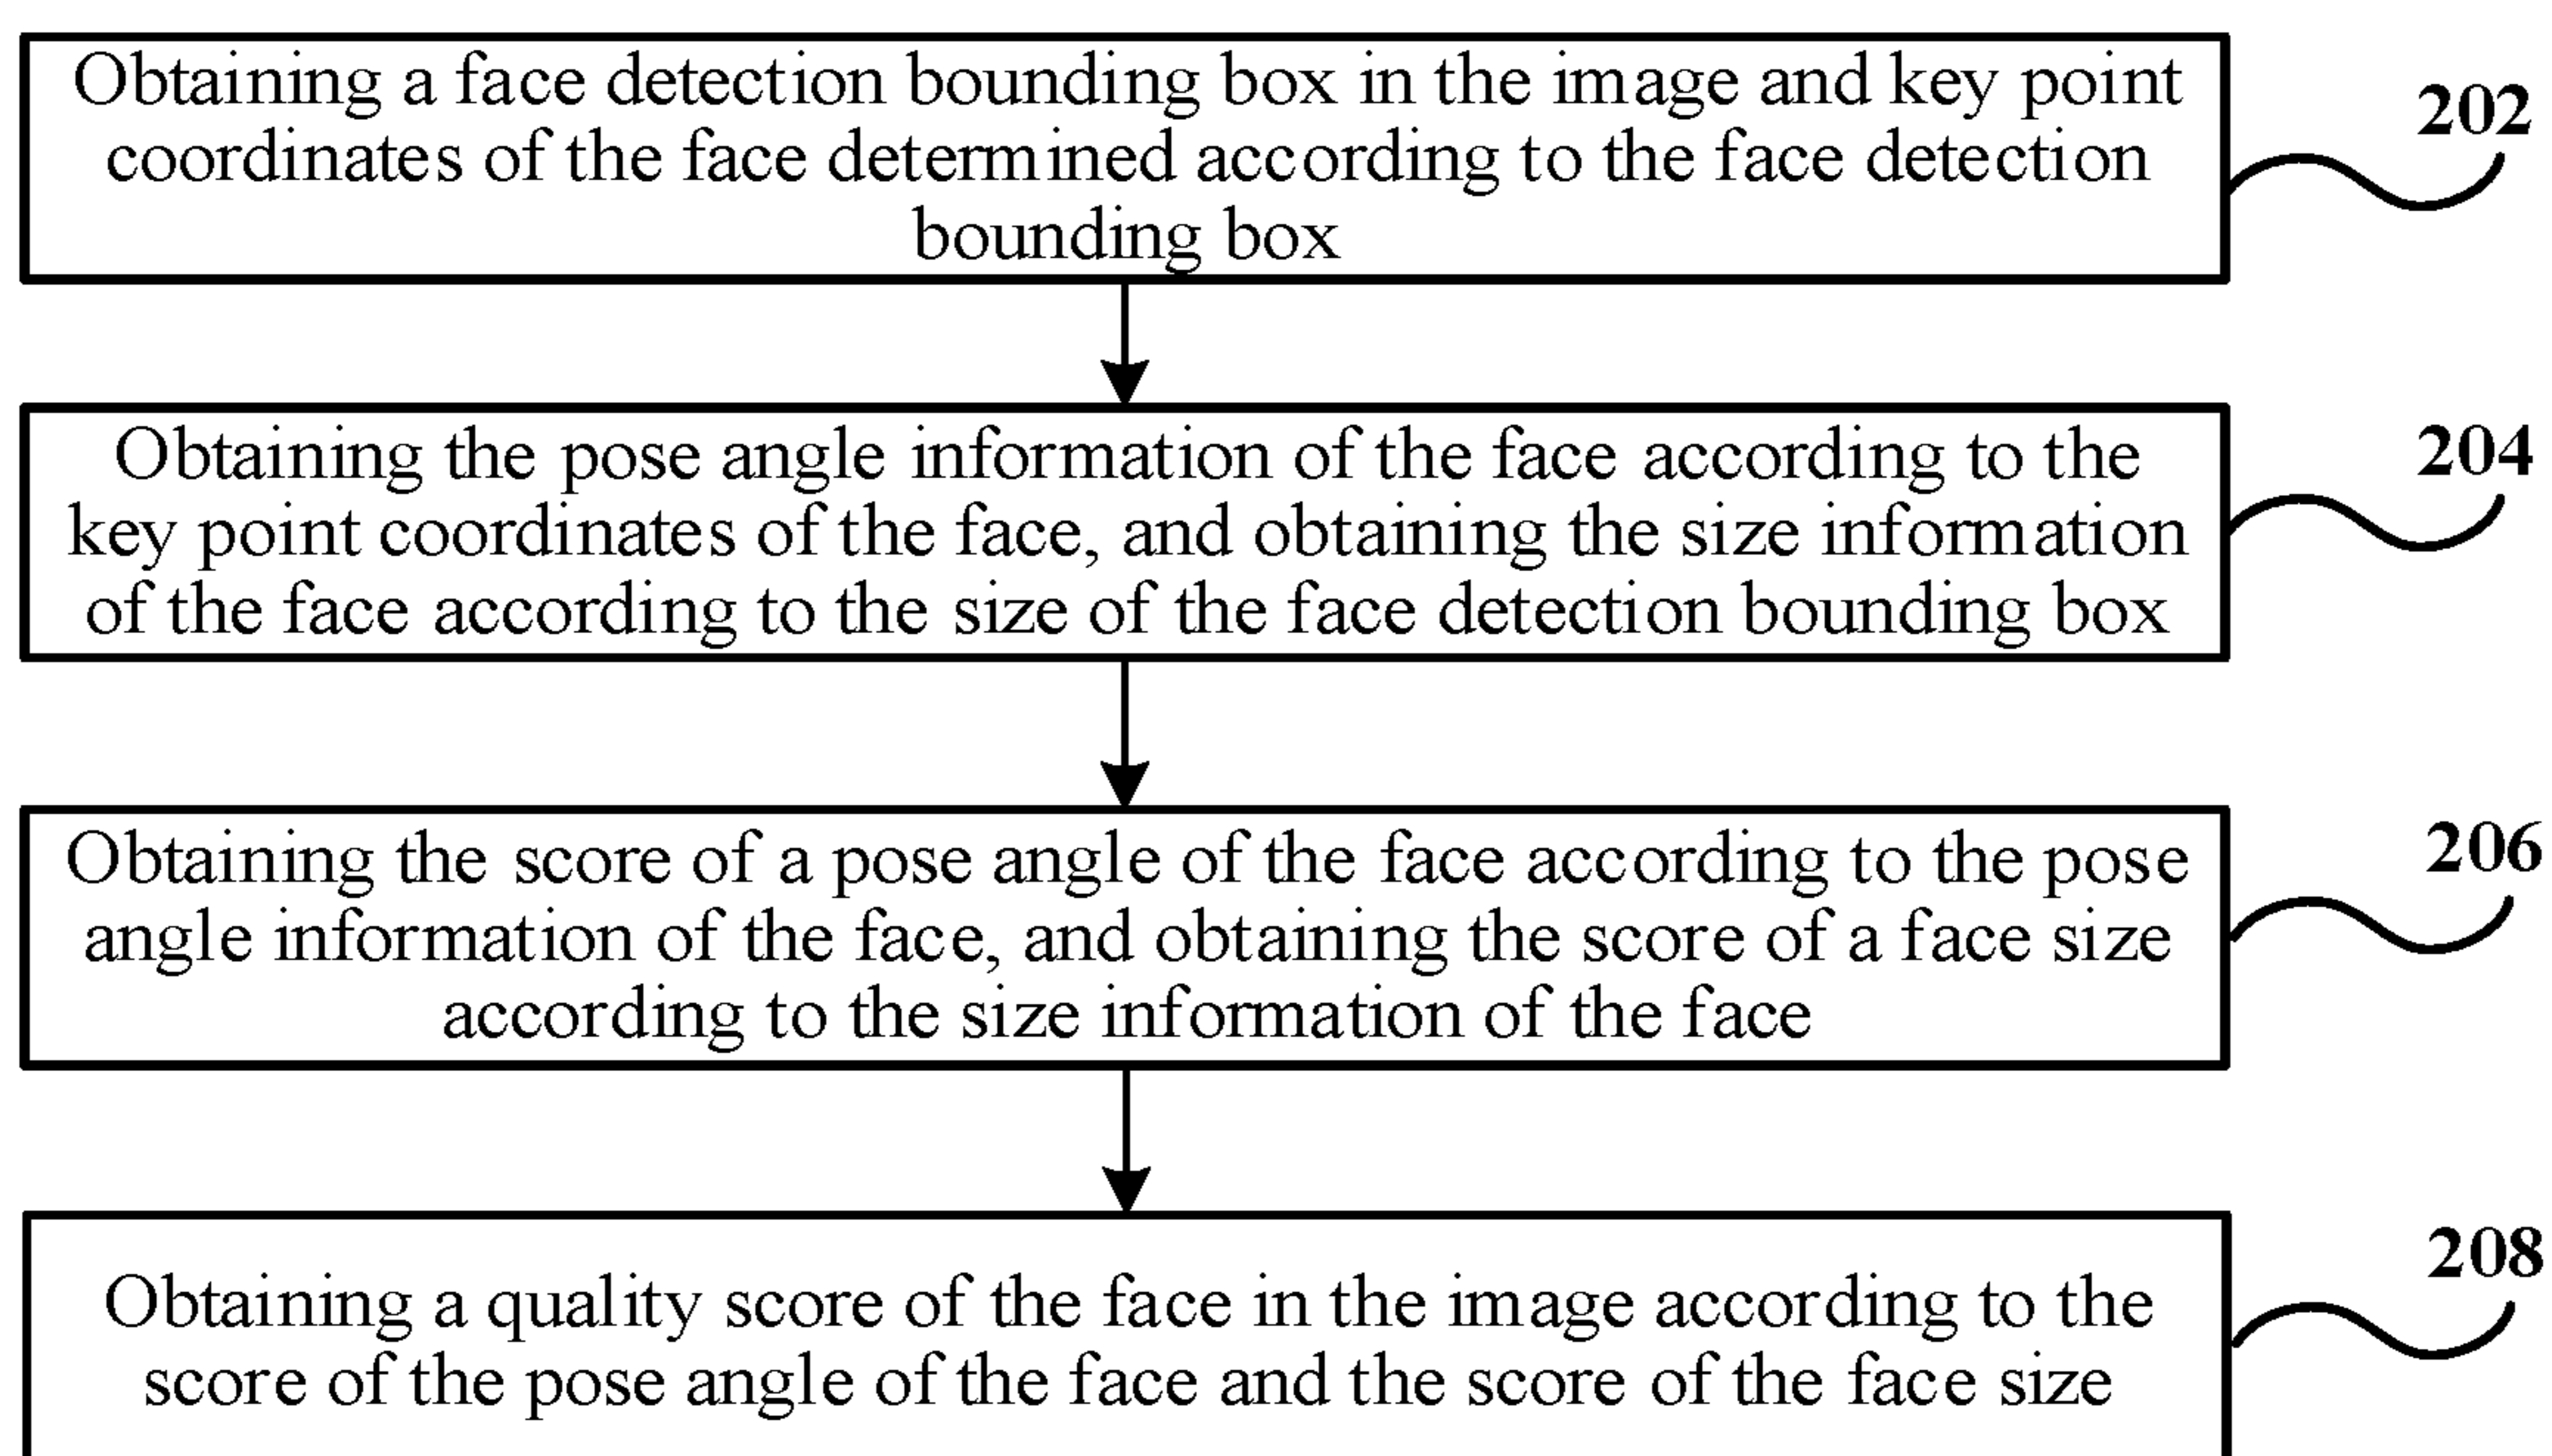 Obtaining a face detection bounding box in the image and key point
coordinates of the face determined according to the face detection
bounding box
202
Obtaining the pose angle information of the face according to the
key point coordinates of the face, and obtaining the size information
of the face according to the size of the face detection bounding box
204
Obtaining the score of a pose angle of the face according to the pose
angle information of the face, and obtaining the score of a face size
according to the size information of the face
206
Obtaining a quality score of the face in the image according to the
score of the pose angle of the face and the score of the face size
208